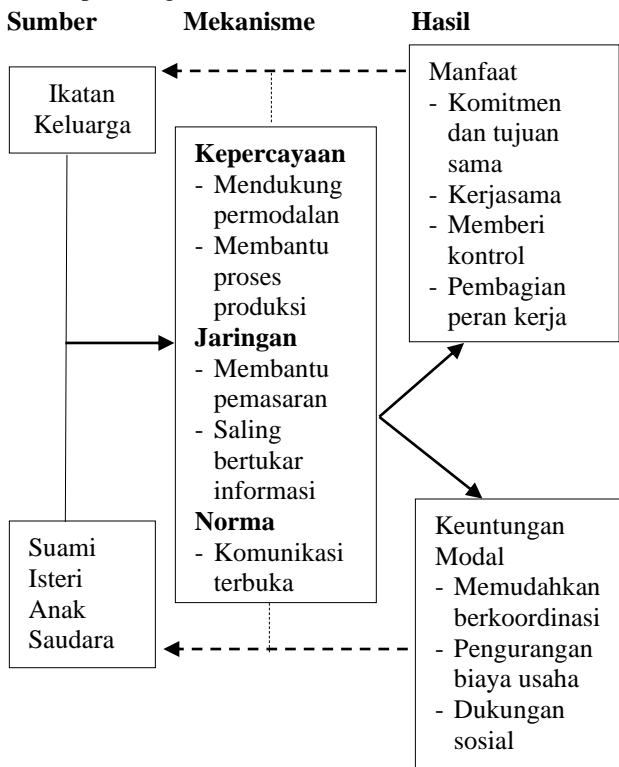 Sumber Mekanisme Hasil
Ikatan
Keluarga
Suami
Isteri
Anak
Saudara
Kepercayaan
- Mendukung
permodalan
- Membantu
proses
produksi
Jaringan
- Membantu
pemasaran
- Saling
bertukar
informasi
Norma
- Komunikasi
terbuka
Manfaat
- Komitmen
dan tujuan
sama
- Kerjasama
- Memberi
kontrol
- Pembagian
peran kerja
Keuntungan
Modal
- Memudahkan
berkoordinasi
- Pengurangan
biaya usaha
- Dukungan
sosial